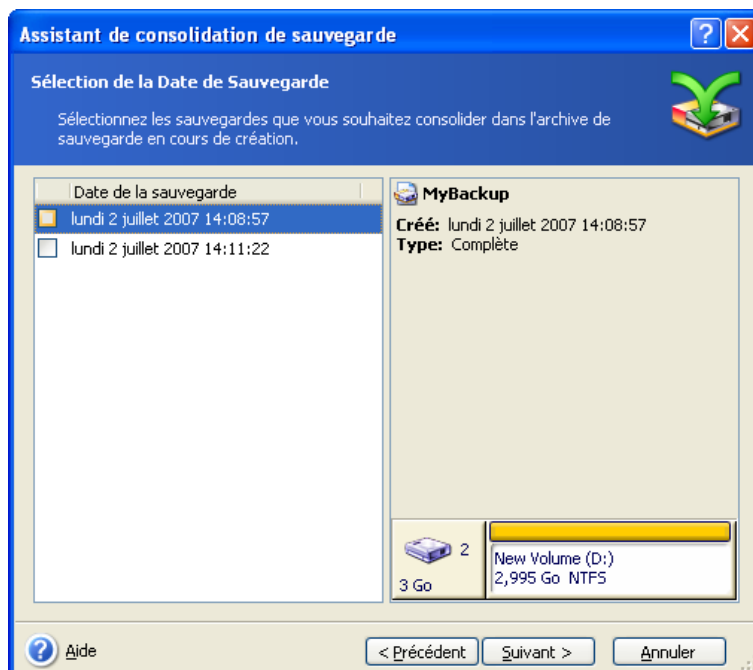 Assistant de consolidation de sauvegarde
Sélection de la Date de Sauvegarde
Sélectionnez les sauvegardes que vous souhaitez consolider dans l'archive de
sauvegarde en cours de création.
Date de la sauvegarde
lundi 2 juillet 2007 14:08:57
lundi 2 juillet 2007 14:11:22
MyBackup
Créé: lundi 2 juillet 2007 14:08:57
Type: Complète
2
3 Go
New Volume (D:)
2,995 Go NTFS
Aide
< Précédent
Suivant >
Annuler